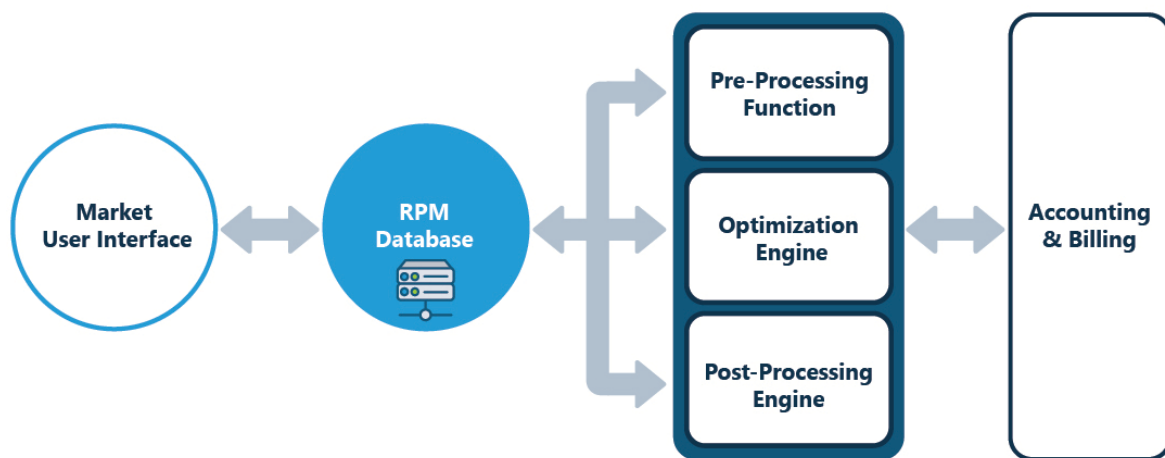 Market
User Interface
RPM
Database
Pre-Processing
Function
Optimization
Engine
Post-Processing
Engine
Accounting
& Billing